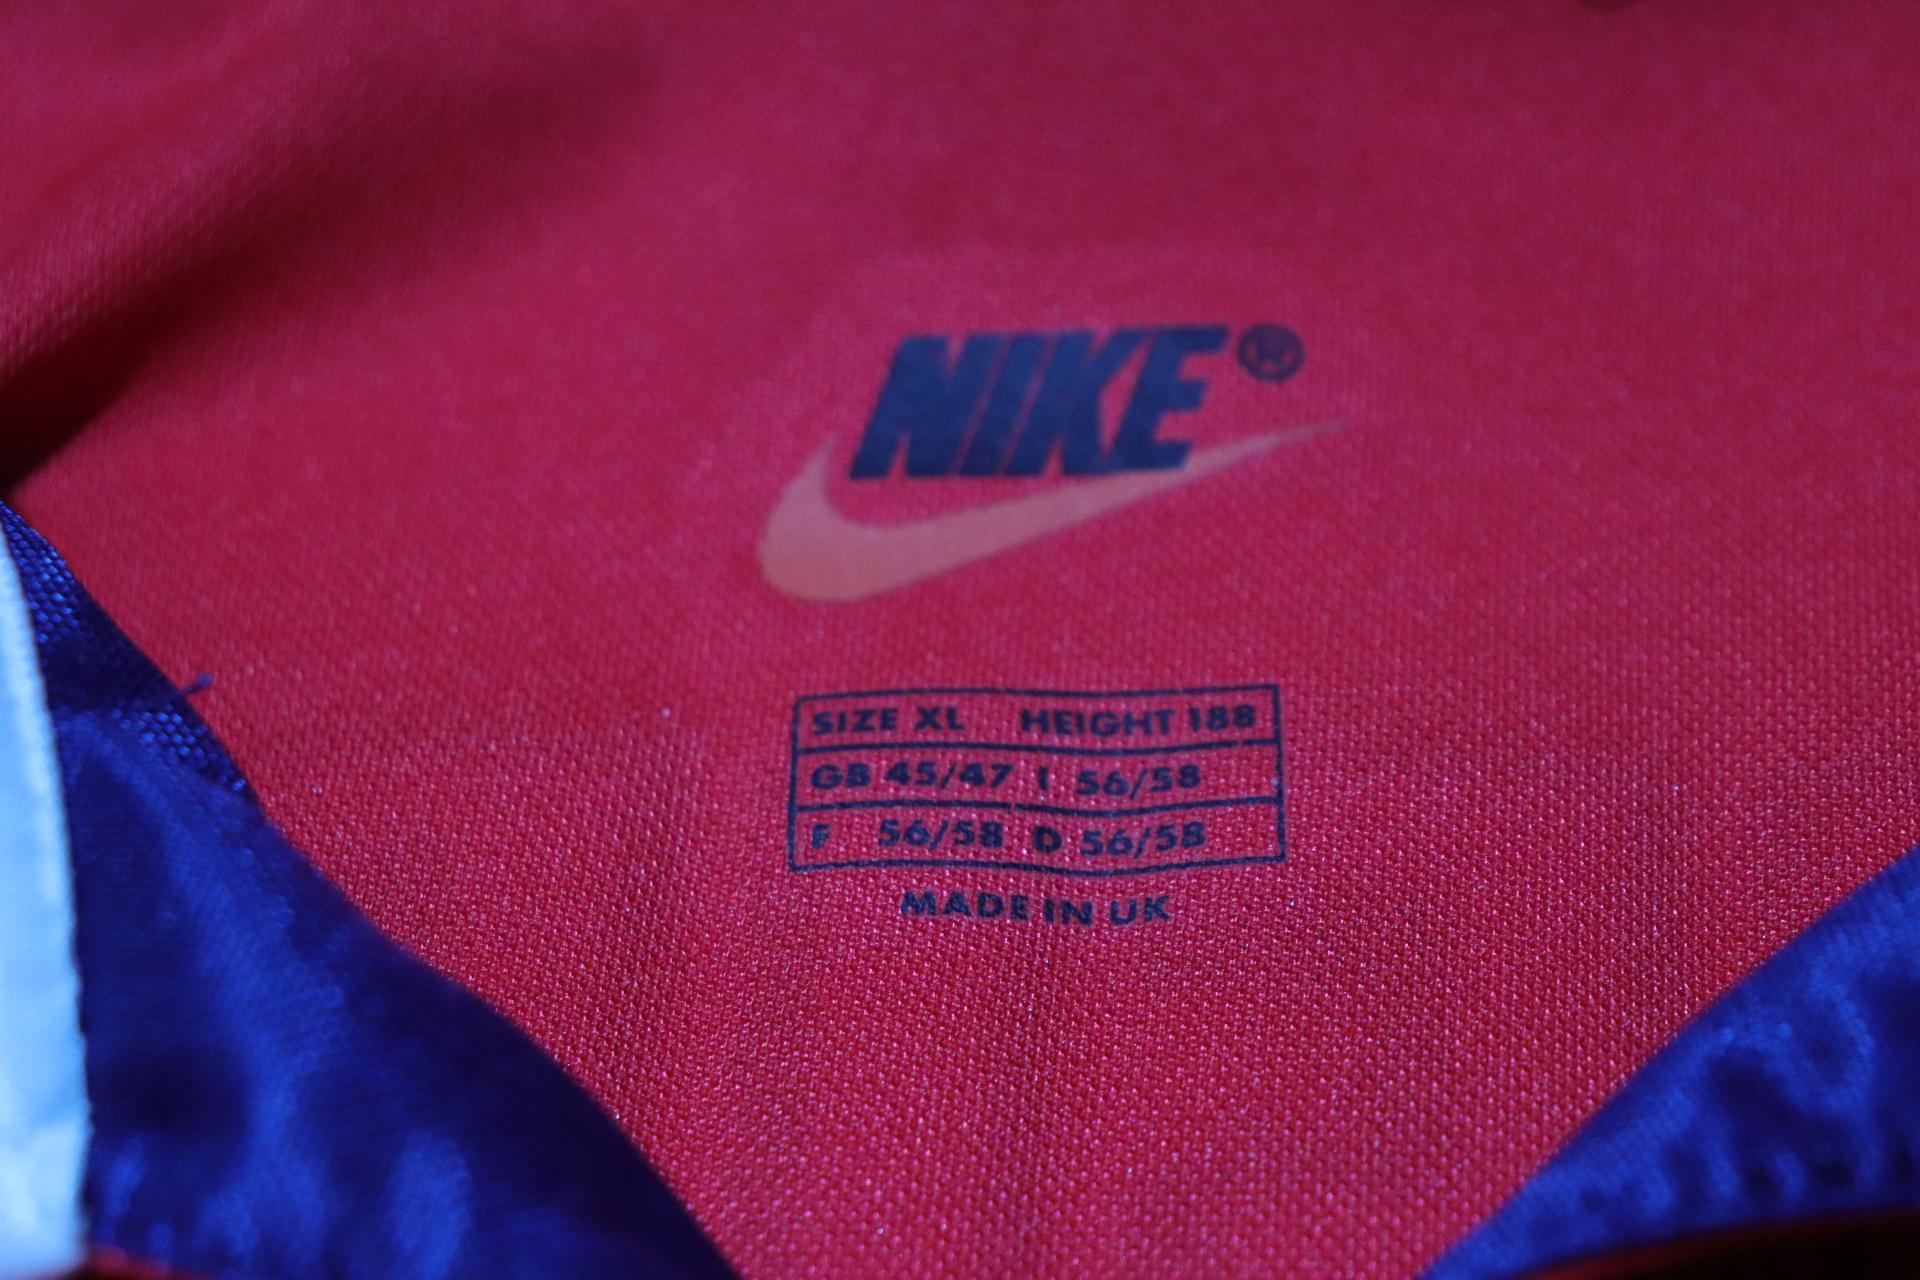 NIKE®
SIZE XL HEIGHT 188
GB 45/47 I 56/58
F 56/58 D 56/58
MADE IN UK